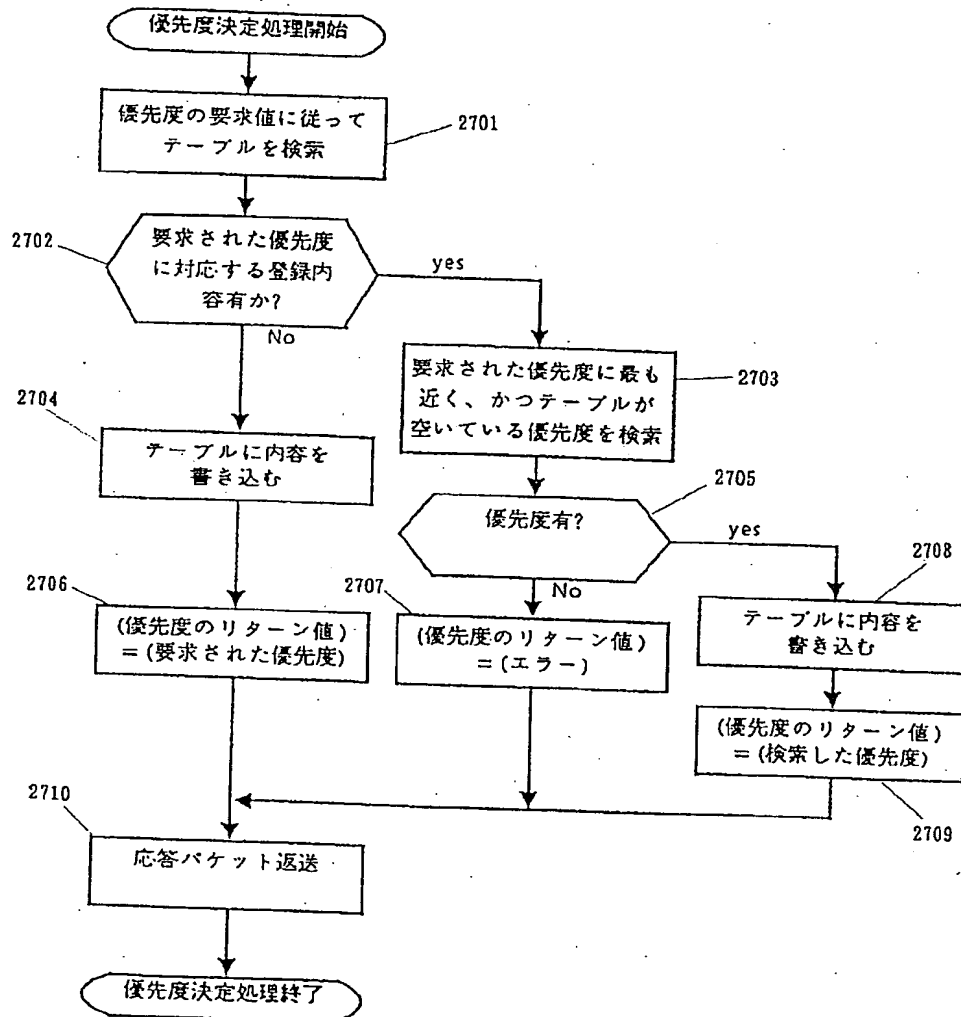 優先度決定処理開始
優先度の要求値に従って
テーブルを検索
2701
2702
要求された優先度
に対応する登録内
容有か?
yes
No
要求された優先度に最も
近く、かつテーブルが
空いている優先度を検索
2703
2704
テーブルに内容を
書き込む
優先度有?
2705
yes
No
2706
(優先度のリターン値)
=(要求された優先度)
2707
(優先度のリターン値)
=(エラー)
2708
テーブルに内容を
書き込む
(優先度のリターン値)
=(検索した優先度)
2709
2710
応答パケット返送
優先度決定処理終了